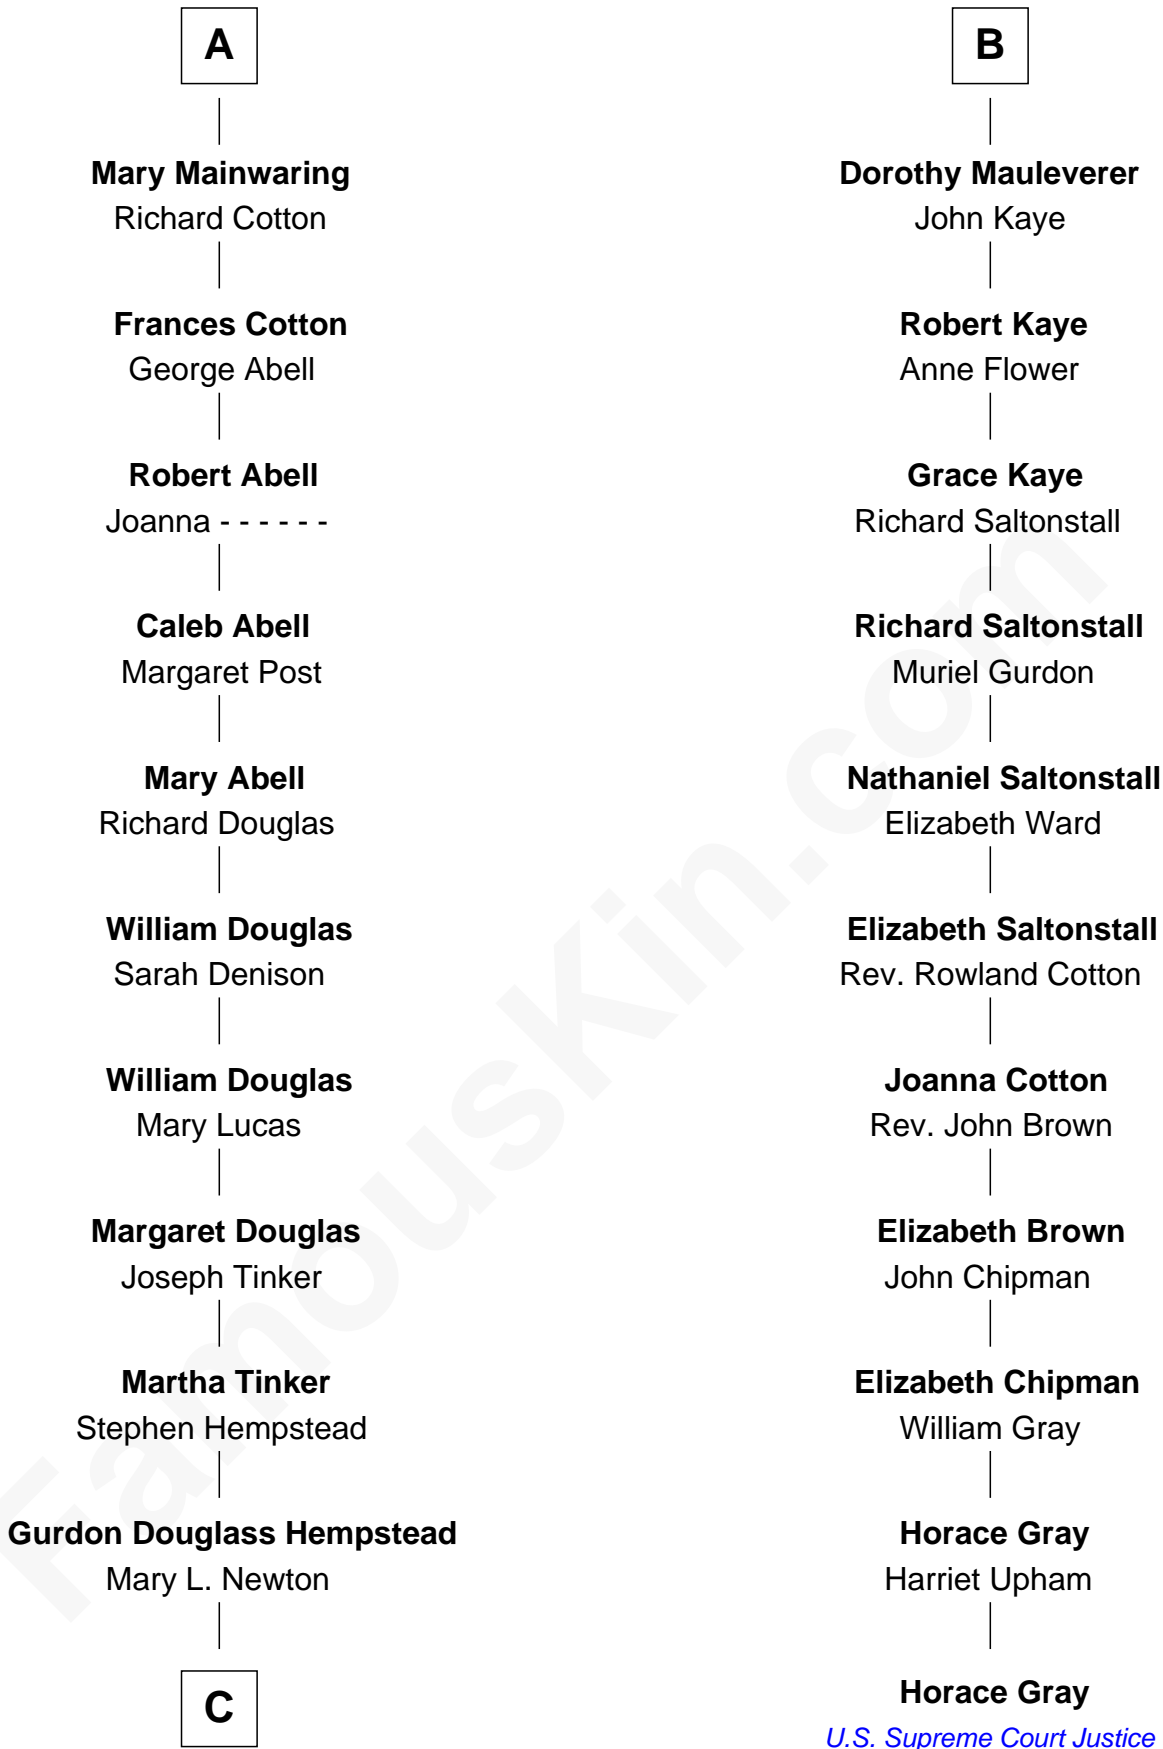 A
Mary Mainwaring
Richard Cotton
Frances Cotton
George Abell
Robert Abell
Joanna - - - - - -
Caleb Abell
Margaret Post
Mary Abell
Richard Douglas
William Douglas
Sarah Denison
William Douglas
Mary Lucas
Margaret Douglas
Joseph Tinker
Martha Tinker
Stephen Hempstead
Gurdon Douglass Hempstead
Mary L. Newton
C
B
Dorothy Mauleverer
John Kaye
Robert Kaye
Anne Flower
Grace Kaye
Richard Saltonstall
Richard Saltonstall
Muriel Gurdon
Nathaniel Saltonstall
Elizabeth Ward
Elizabeth Saltonstall
Rev. Rowland Cotton
Joanna Cotton
Rev. John Brown
Elizabeth Brown
John Chipman
Elizabeth Chipman
William Gray
Horace Gray
Harriet Upham
Horace Gray
U.S. Supreme Court Justice
FamousKin.com